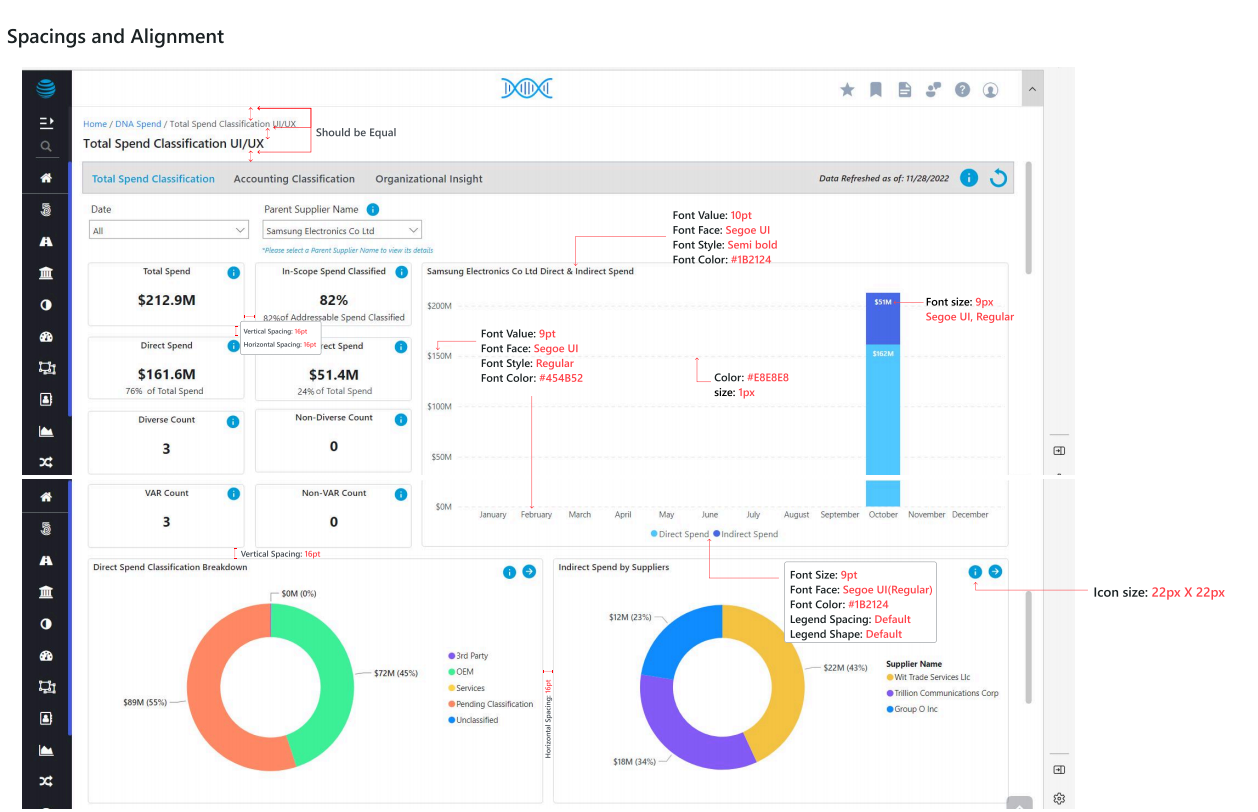 Spacings and Alignment
Home / DNA Spend / Total Spend Classification UI/UX
Should be Equal
Total Spend Classification UI/UX
Total Spend Classification
Accounting Classification
Organizational Insight
Data Refreshed as of: 11/28/2022
Date
Parent Supplier Name
All
Samsung Electronics Co Ltd
*Please select a Parent Supplier Name to view its details
Font Value: 10pt
Font Face: Segoe UI
Font Style: Semi bold
Font Color: #1B2124
Total Spend
$212.9M
In-Scope Spend Classified
82%
82%of Addressable Spend Classified
Vertical Spacing: 16pt
Horizontal Spacing: 16pt
Direct Spend
$161.6M
76% of Total Spend
rect Spend
$51.4M
24% of Total Spend
Diverse Count
3
Non-Diverse Count
0
VAR Count
3
Non-VAR Count
0
Vertical Spacing: 16pt
Samsung Electronics Co Ltd Direct & Indirect Spend
$200M
$150M
$100M
$50M
$0M
Font Value: 9pt
Font Face: Segoe UI
Font Style: Regular
Font Color: #454B52
Color: #E8E8E8
size: 1px
$51M
$162M
Font size: 9px
Segoe UI, Regular
January February March April May June July August September October November December
Direct Spend Indirect Spend
Font Size: 9pt
Font Face: Segoe UI(Regular)
Font Color: #1B2124
Legend Spacing: Default
Legend Shape: Default
Icon size: 22px X 22px
Direct Spend Classification Breakdown
$0M (0%)
$72M (45%)
$89M (55%)
3rd Party
OEM
Services
Pending Classification
Unclassified
Horizontal Spacing: 16pt
Indirect Spend by Suppliers
$12M (23%)
$22M (43%)
$18M (34%)
Supplier Name
Wit Trade Services Llc
Trillion Communications Corp
Group O Inc